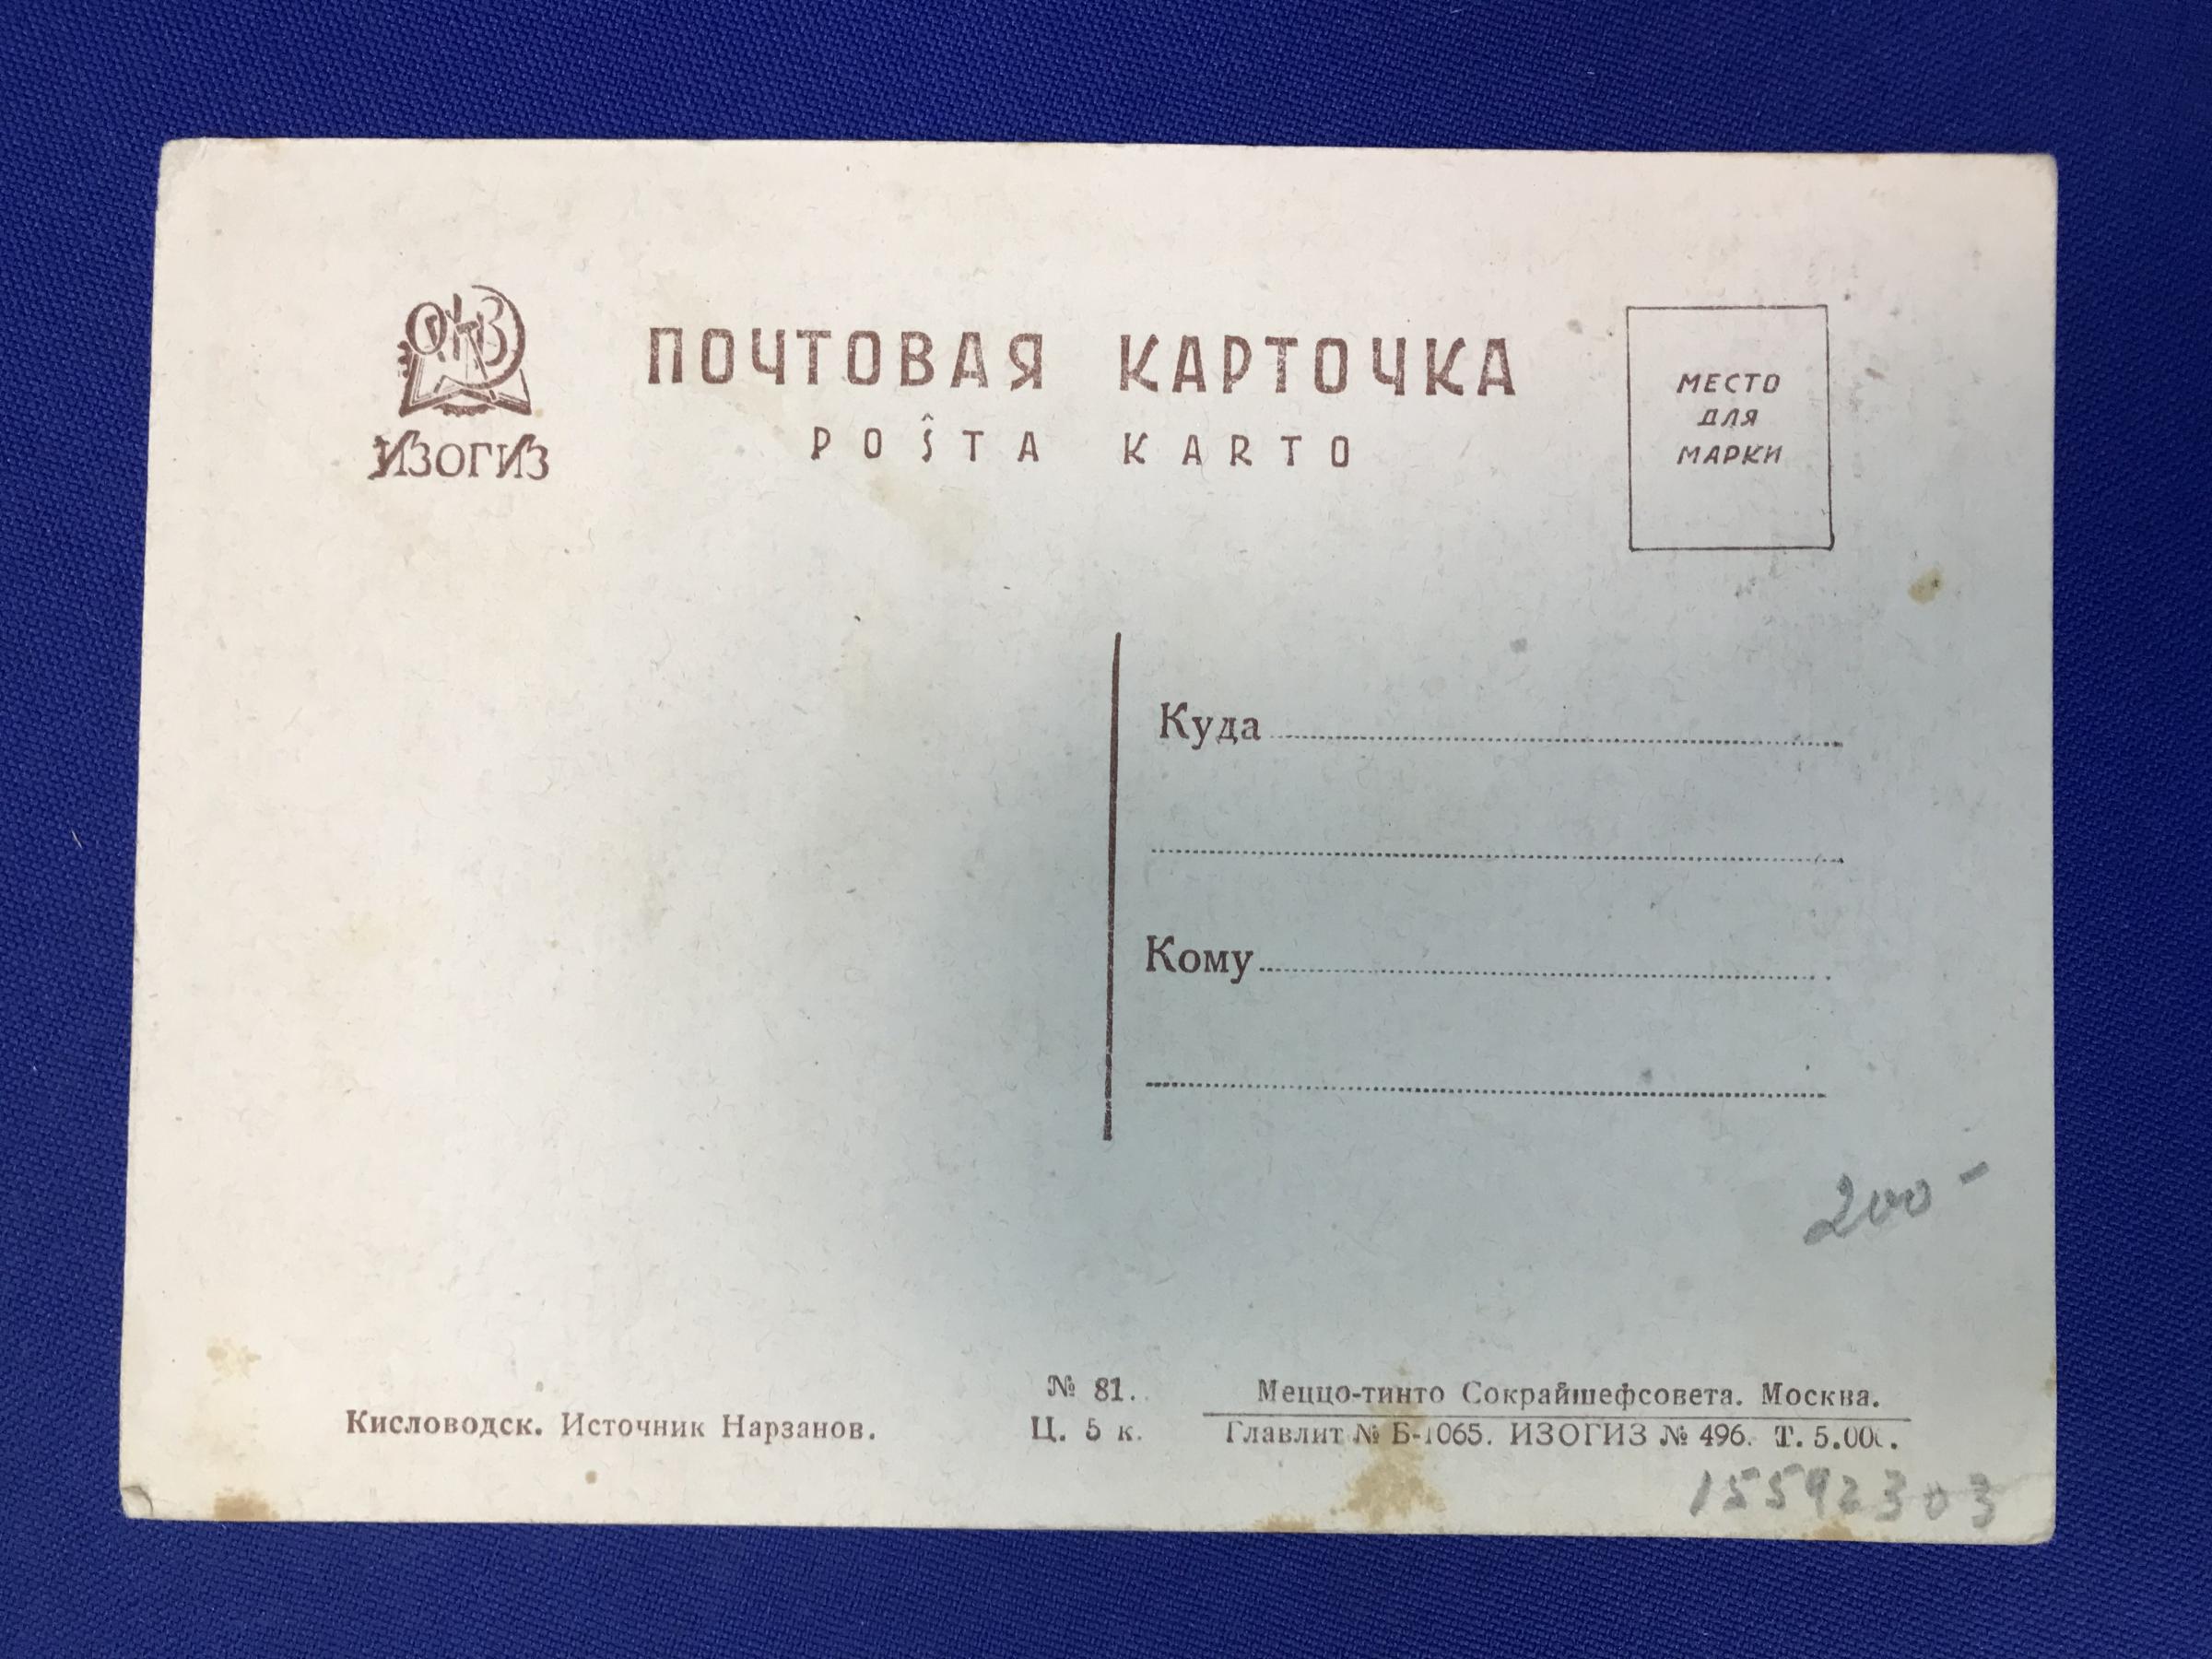 ОГИЗ
ИЗОГИЗ
ПОЧТОВАЯ КАРТОЧКА
POŜTA KARTO
МЕСТО
ДЛЯ
МАРКИ
Куда
Кому
200-
Кисловодск. Источник Нарзанов.
№ 81.
Ц. 5 к.
Меццо-тинто Сокрайшефсовета. Москва.
Главлит № Б-1065. ИЗОГИЗ № 496. Т. 5.000.
15592303